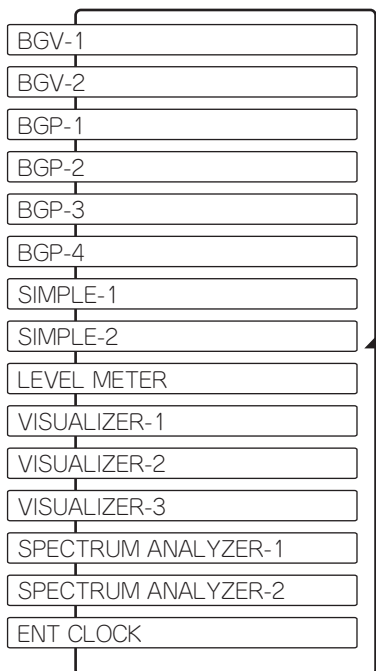 BGV-1
BGV-2
BGP-1
BGP-2
BGP-3
BGP-4
SIMPLE-1
SIMPLE-2
LEVEL METER
VISUALIZER-1
VISUALIZER-2
VISUALIZER-3
SPECTRUM ANALYZER-1
SPECTRUM ANALYZER-2
ENT CLOCK